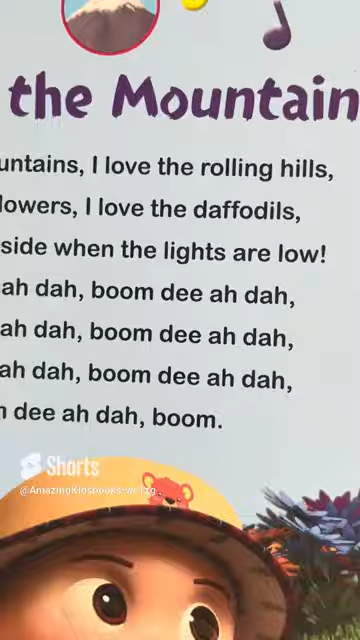 the Mountain
untains, I love the rolling hills,
lowers, I love the daffodils,
side when the lights are low!
ah dah, boom dee ah dah,
ah dah, boom dee ah dah,
ah dah, boom dee ah dah,
dee ah dah, boom.
Shorts